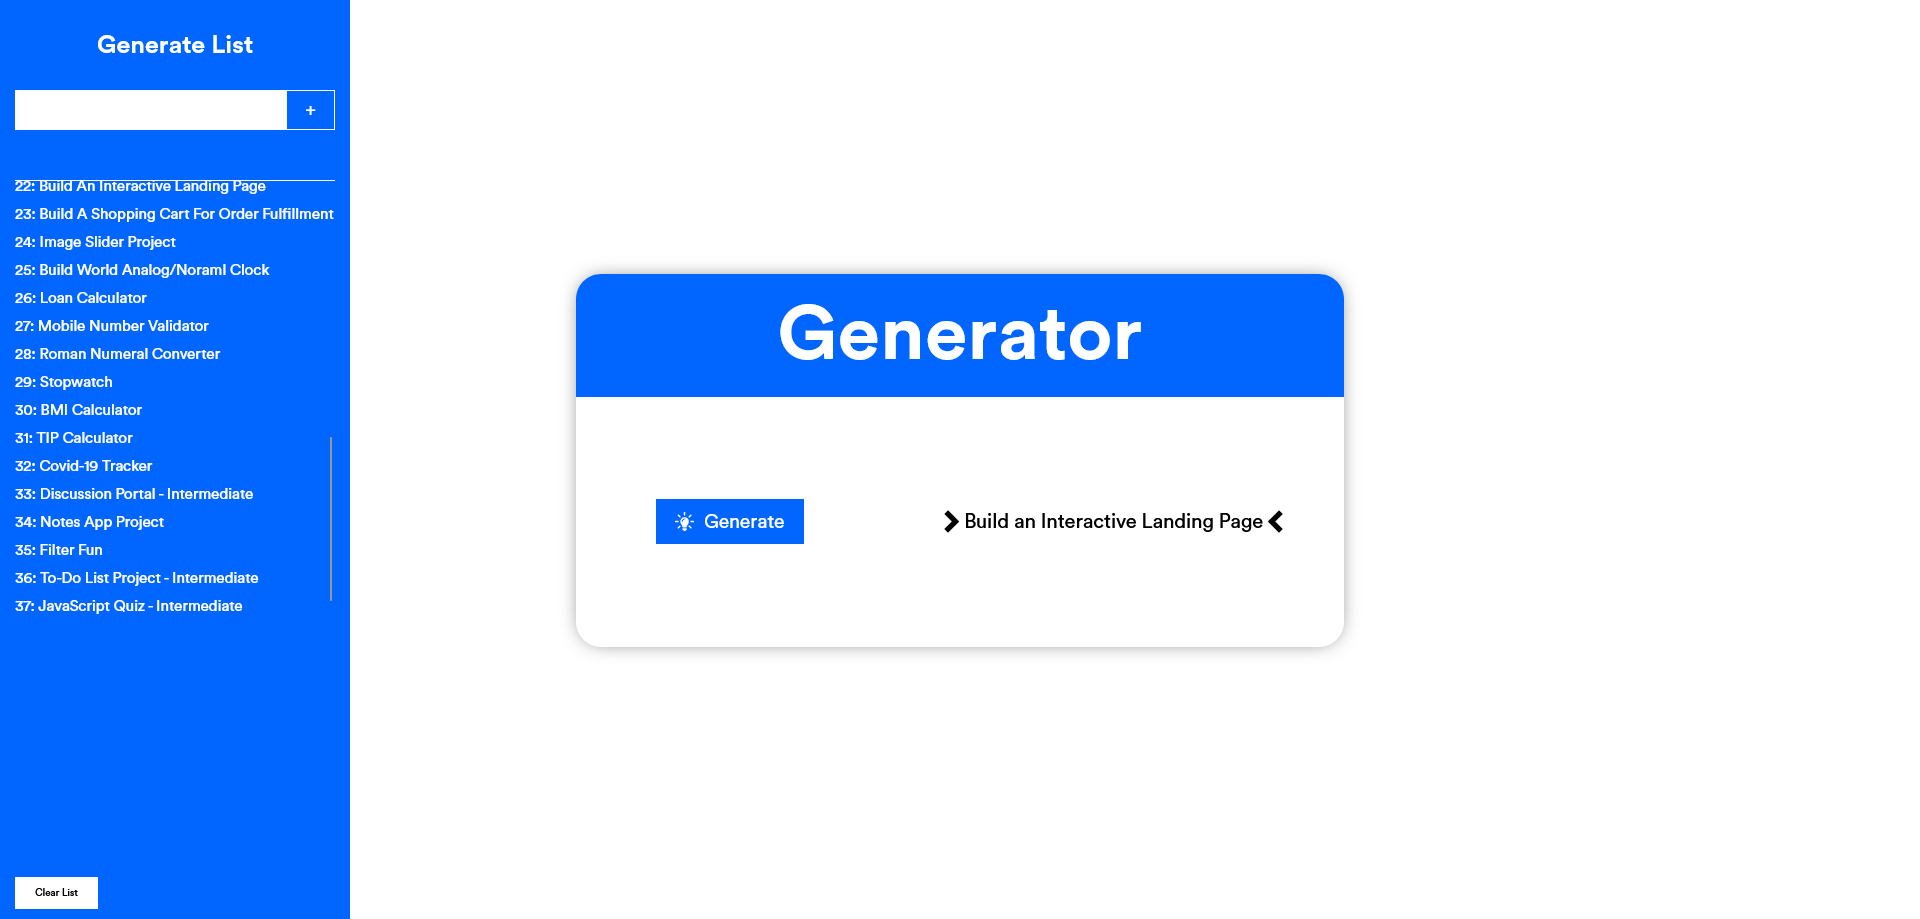 Generate List
+
22: Build An Interactive Landing Page
23: Build A Shopping Cart For Order Fulfillment
24: Image Slider Project
25: Build World Analog/Noraml Clock
26: Loan Calculator
27: Mobile Number Validator
28: Roman Numeral Converter
29: Stopwatch
30: BMI Calculator
31: TIP Calculator
32: Covid-19 Tracker
33: Discussion Portal - Intermediate
34: Notes App Project
35: Filter Fun
36: To-Do List Project - Intermediate
37: JavaScript Quiz - Intermediate
Clear List
Generator
Generate
Build an Interactive Landing Page